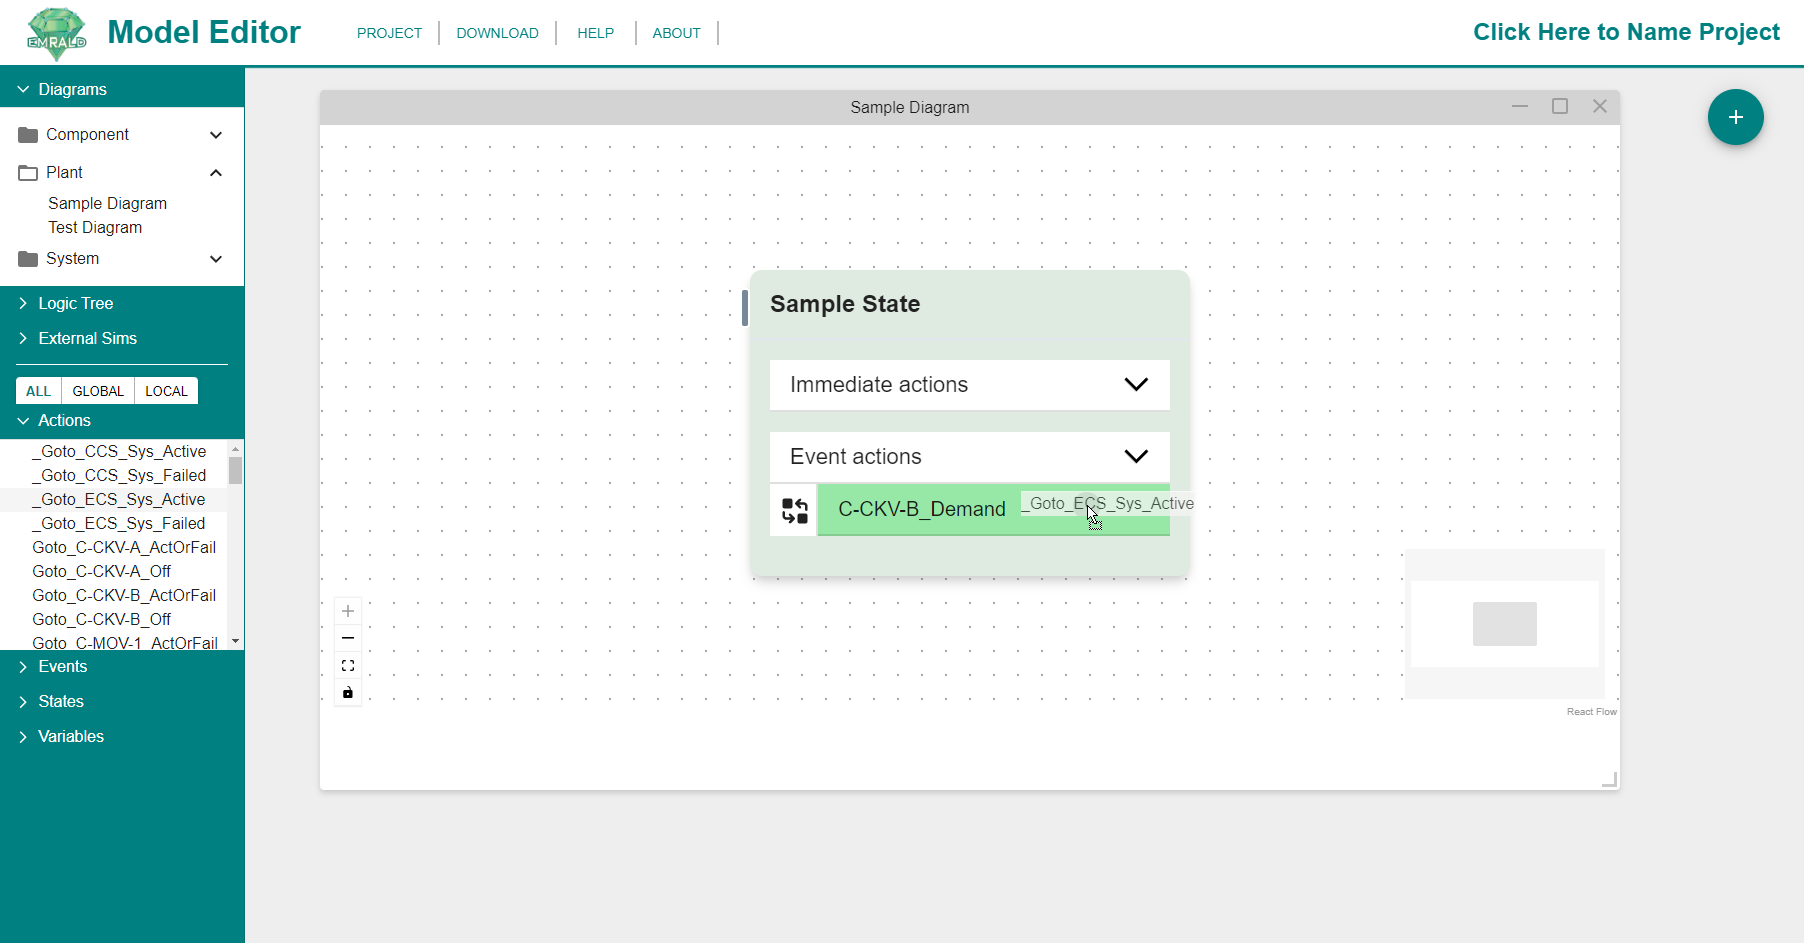 EMRALD
Model Editor
PROJECT
DOWNLOAD
HELP
ABOUT
Click Here to Name Project
Diagrams
Component
Plant
Sample Diagram
Test Diagram
System
Logic Tree
External Sims
ALL
GLOBAL
LOCAL
Actions
_Goto_CCS_Sys_Active
_Goto_CCS_Sys_Failed
_Goto_ECS_Sys_Active
_Goto_ECS_Sys_Failed
Goto_C-CKV-A_ActOrFail
Goto_C-CKV-A_Off
Goto_C-CKV-B_ActOrFail
Goto_C-CKV-B_Off
Goto_C-MOV-1_ActOrFail
Events
States
Variables
Sample Diagram
Sample State
Immediate actions
Event actions
C-CKV-B_Demand
_Goto_ECS_Sys_Active
React Flow